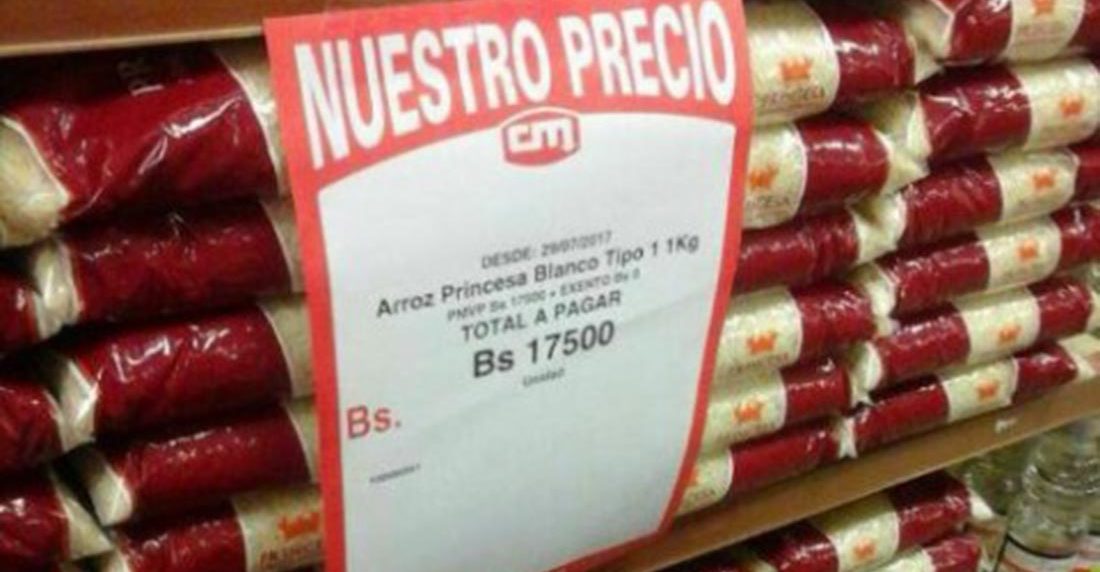 NUESTRO PRECIO
DESDE: 29/07/2017
Arroz Princesa Blanco Tipo 1 1Kg
PMVP Bs 17500 + EXENTO Bs 0
TOTAL A PAGAR
Bs 17500
Unidad
Bs.